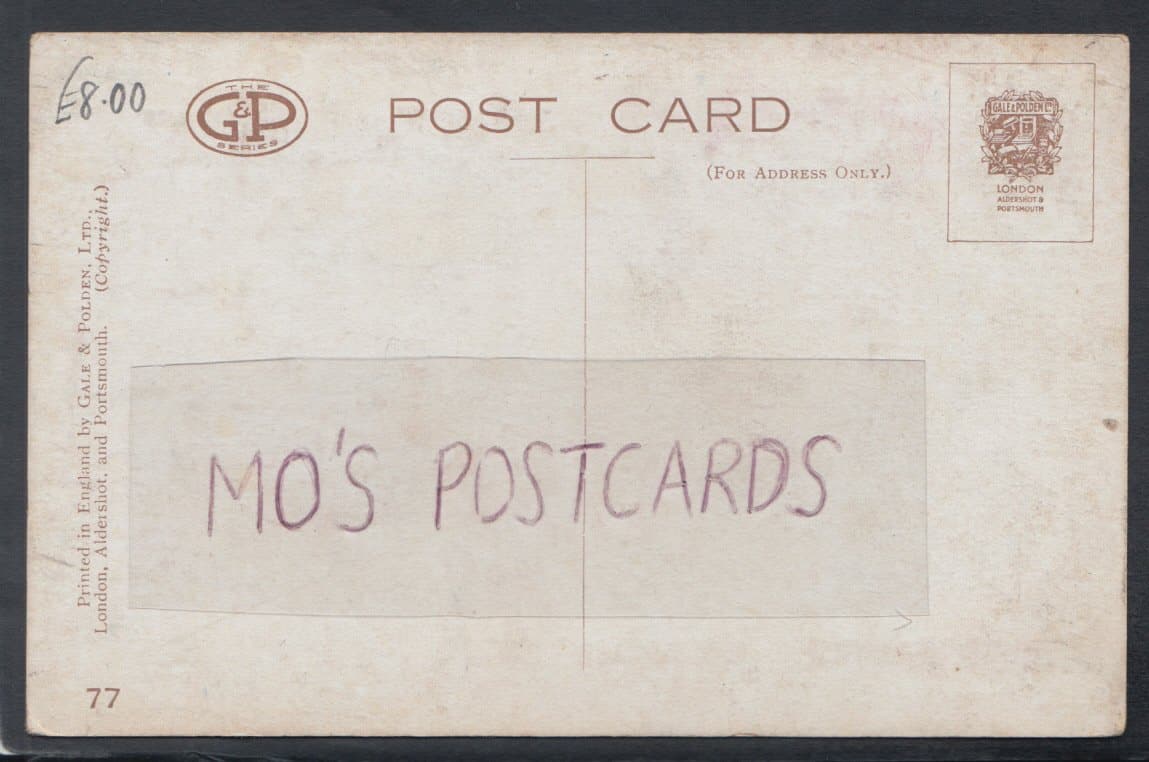 £8.00
THE
G&P
SERIES
POST CARD
(FOR ADDRESS ONLY.)
GALE & POLDEN LTD
LONDON
ALDERSHOT &
PORTSMOUTH
Printed in England by GALE & POLDEN, LTD.,
London, Aldershot, and Portsmouth. (Copyright.)
MO'S POSTCARDS
77